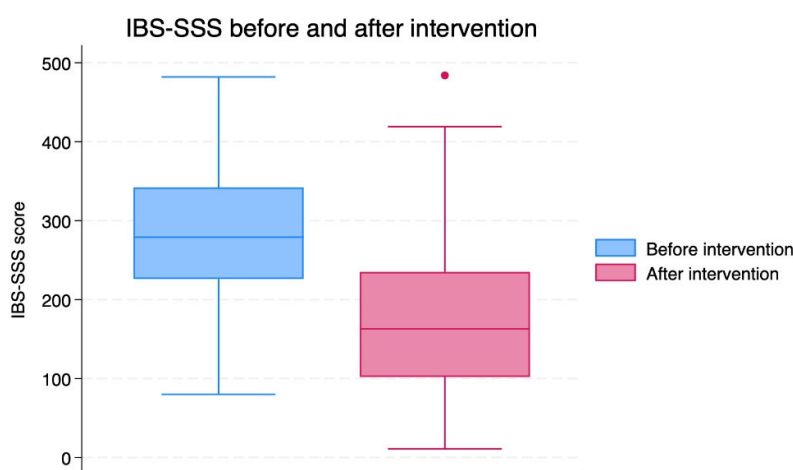 IBS-SSS before and after intervention
500
400
300
200
100
0
IBS-SSS score
Before intervention
After intervention